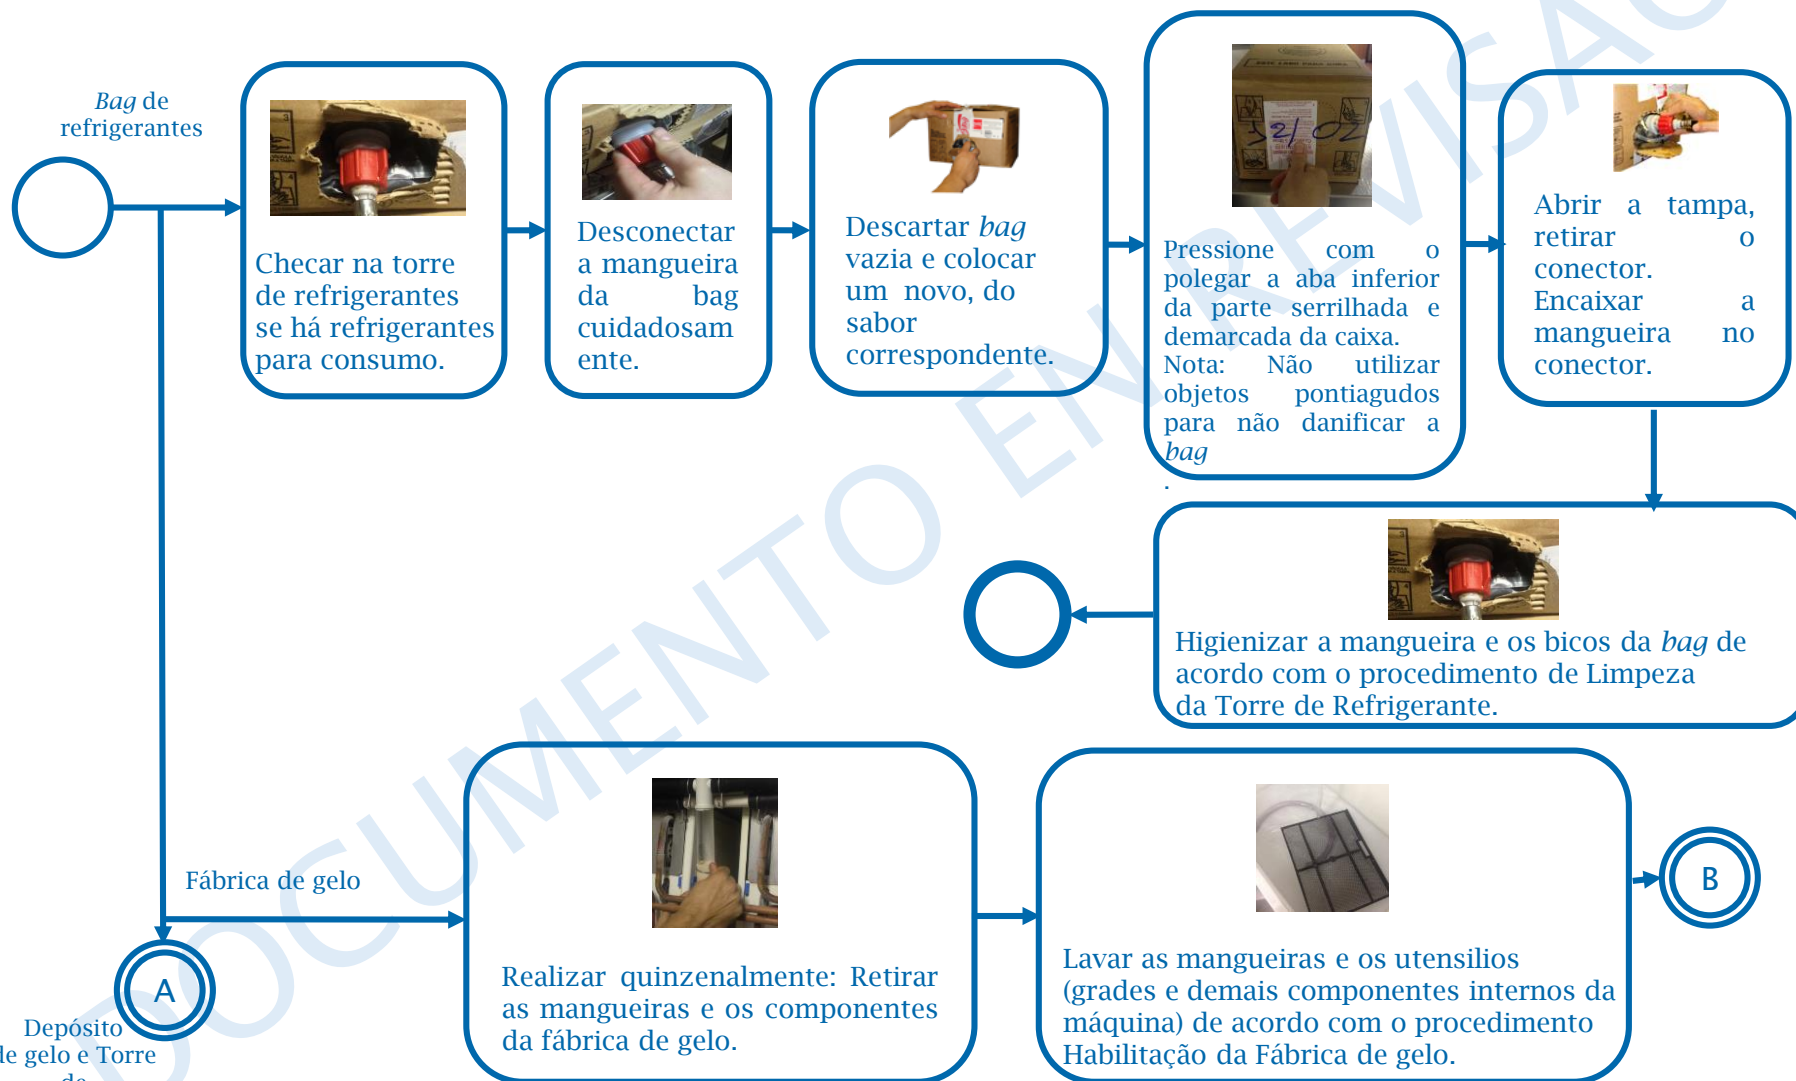 DOCUMENTO EN REVISÃO
Bag de
refrigerantes
Checar na torre
de refrigerantes
se há refrigerantes
para consumo.
Desconectar
a mangueira
da bag
cuidadosam
ente.
Descartar bag
vazia e colocar
um novo, do
sabor
correspondente.
12/02
Pressione com o
polegar a aba inferior
da parte serrilhada e
demarcada da caixa.
Nota: Não utilizar
objetos pontiagudos
para não danificar a
bag
.
Abrir a tampa,
retirar o
conector.
Encaixar a
mangueira no
conector.
Higienizar a mangueira e os bicos da bag de
acordo com o procedimento de Limpeza
da Torre de Refrigerante.
Fábrica de gelo
Realizar quinzenalmente: Retirar
as mangueiras e os componentes
da fábrica de gelo.
Lavar as mangueiras e os utensilios
(grades e demais componentes internos da
máquina) de acordo com o procedimento
Habilitação da Fábrica de gelo.
B
A
Depósito
de gelo e Torre
de